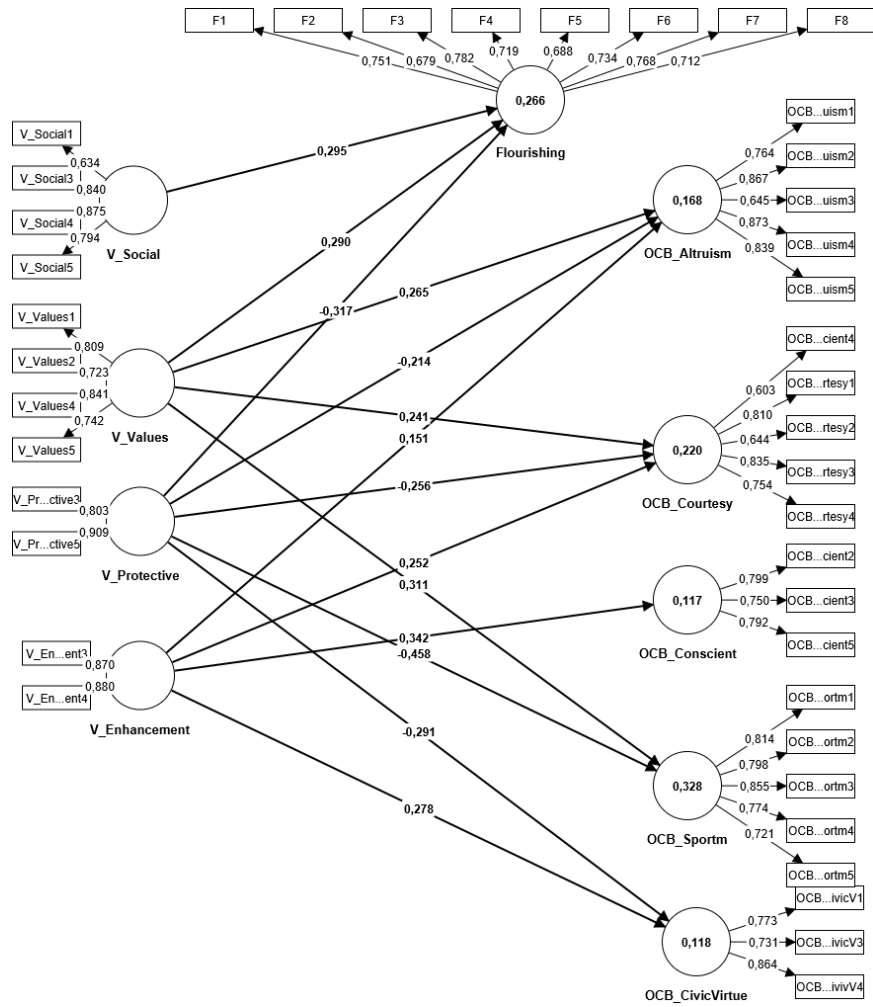 F1
F2
F3
F4
F5
F6
F7
F8
0,751
0,679
0,782
0,719
0,688
0,734
0,768
0,712
0,266
Flourishing
V_Social1
V_Social3
V_Social4
V_Social5
0,634
0,840
0,875
0,794
V_Social
V_Values1
V_Values2
V_Values4
V_Values5
0,809
0,723
0,841
0,742
V_Values
V_Pr...ctive3
V_Pr...ctive5
0,803
0,909
V_Protective
V_En...ent3
V_En...ent4
0,870
0,880
V_Enhancement
0,295
0,290
-0,317
0,265
-0,214
0,151
0,241
-0,256
0,252
0,311
0,342
-0,458
-0,291
0,278
0,168
OCB_Altruism
0,764
0,867
0,645
0,873
0,839
OCB...uism1
OCB...uism2
OCB...uism3
OCB...uism4
OCB...uism5
0,220
OCB_Courtesy
0,603
0,810
0,644
0,835
0,754
OCB...cient4
OCB...rtesy1
OCB...rtesy2
OCB...rtesy3
OCB...rtesy4
0,117
OCB_Conscient
0,799
0,750
0,792
OCB...cient2
OCB...cient3
OCB...cient5
0,328
OCB_Sportm
0,814
0,798
0,855
0,774
0,721
OCB...ortm1
OCB...ortm2
OCB...ortm3
OCB...ortm4
OCB...ortm5
0,118
OCB_CivicVirtue
0,773
0,731
0,864
OCB...ivicV1
OCB...ivicV3
OCB...ivivV4